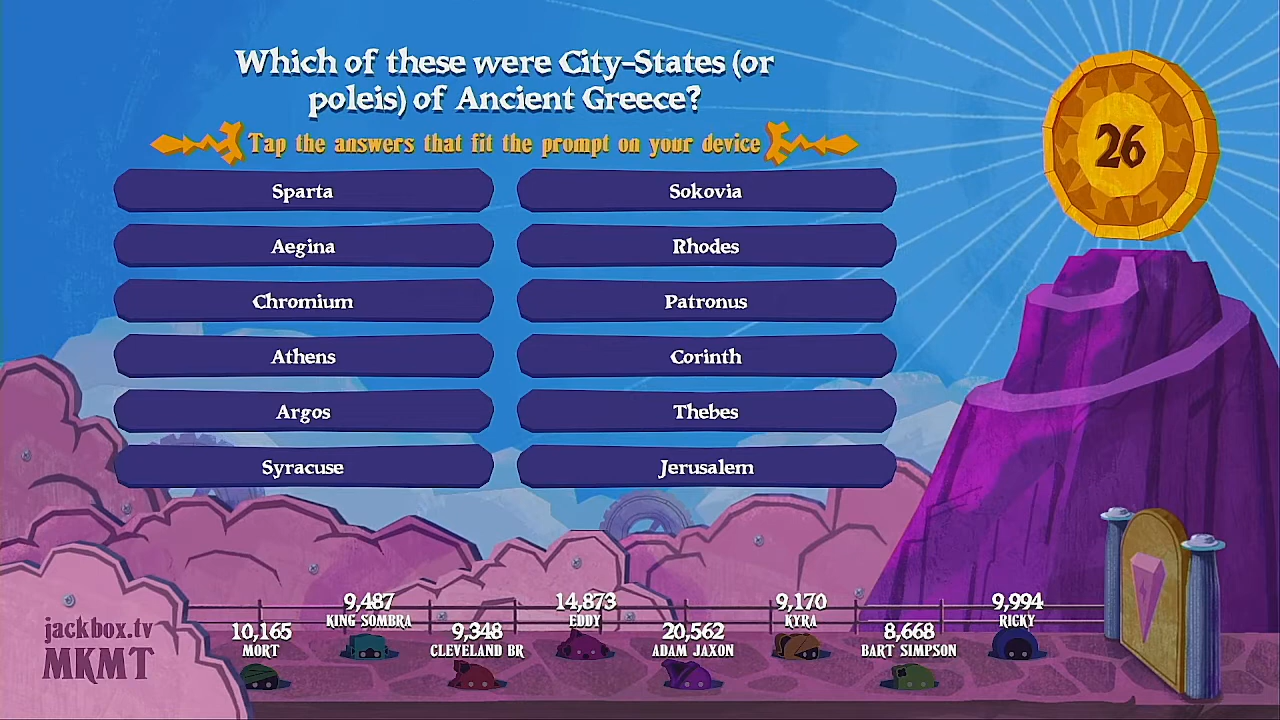 Which of these were City-States (or
poleis) of Ancient Greece?
Tap the answers that fit the prompt on your device
26
Sparta
Sokovia
Aegina
Rhodes
Chromium
Patronus
Athens
Corinth
Argos
Thebes
Syracuse
Jerusalem
10,165
MORT
9,487
KING SOMBRA
9,348
CLEVELAND BR
14,873
EDDY
20,562
ADAM JAXON
9,170
KYRA
8,668
BART SIMPSON
9,994
RICKY
jackbox.tv
MKMT